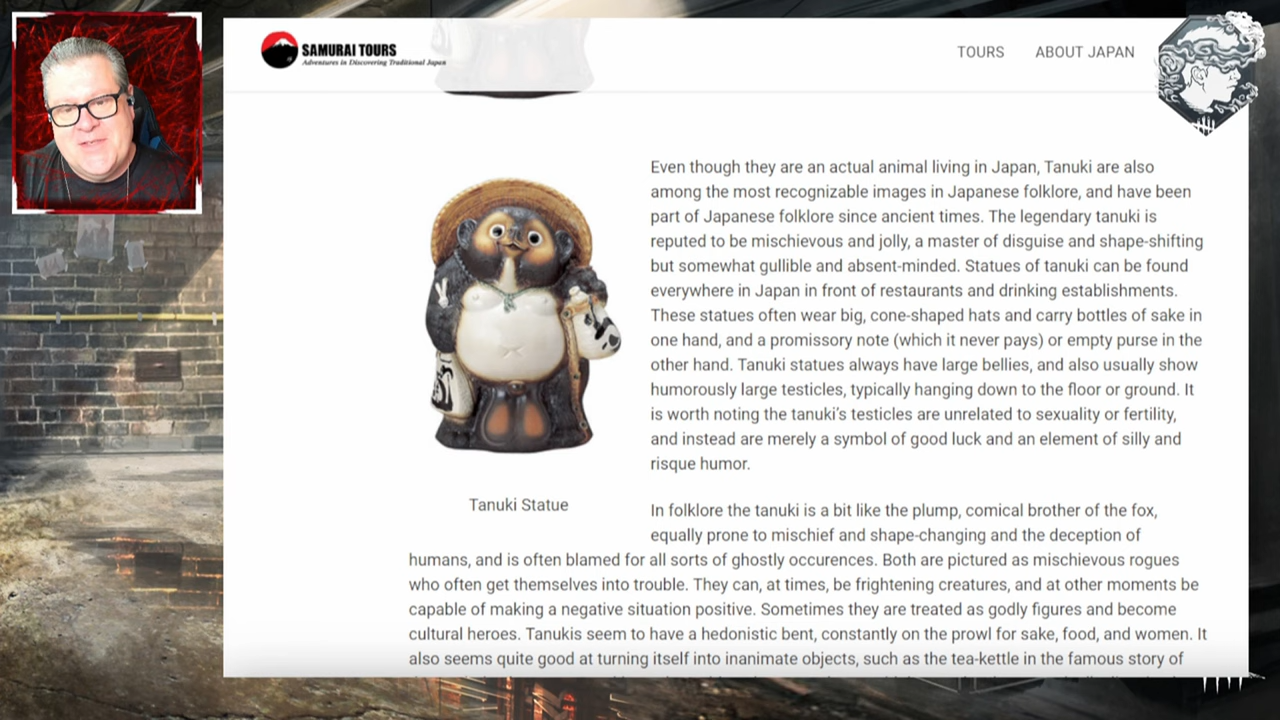 SAMURAI TOURS
Adventures in Discovering Traditional Japan
TOURS
ABOUT JAPAN
Even though they are an actual animal living in Japan, Tanuki are also
among the most recognizable images in Japanese folklore, and have been
part of Japanese folklore since ancient times. The legendary tanuki is
reputed to be mischievous and jolly, a master of disguise and shape-shifting
but somewhat gullible and absent-minded. Statues of tanuki can be found
everywhere in Japan in front of restaurants and drinking establishments.
These statues often wear big, cone-shaped hats and carry bottles of sake in
one hand, and a promissory note (which it never pays) or empty purse in the
other hand. Tanuki statues always have large bellies, and also usually show
humorously large testicles, typically hanging down to the floor or ground. It
is worth noting the tanuki's testicles are unrelated to sexuality or fertility,
and instead are merely a symbol of good luck and an element of silly and
risque humor.
Tanuki Statue
In folklore the tanuki is a bit like the plump, comical brother of the fox,
equally prone to mischief and shape-changing and the deception of
humans, and is often blamed for all sorts of ghostly occurences. Both are pictured as mischievous rogues
who often get themselves into trouble. They can, at times, be frightening creatures, and at other moments be
capable of making a negative situation positive. Sometimes they are treated as godly figures and become
cultural heroes. Tanukis seem to have a hedonistic bent, constantly on the prowl for sake, food, and women. It
also seems quite good at turning itself into inanimate objects, such as the tea-kettle in the famous story of